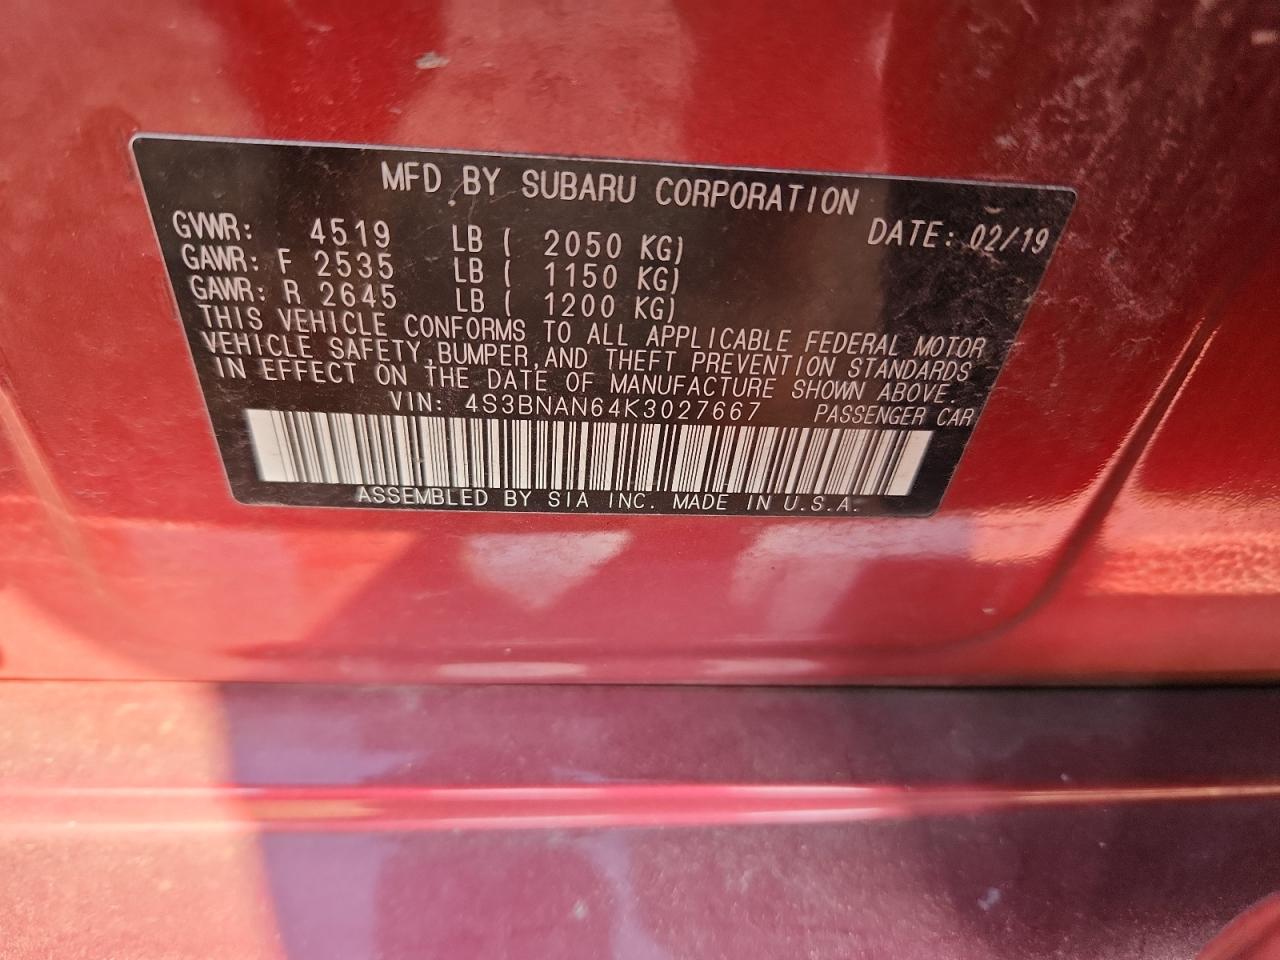 MFD BY SUBARU CORPORATION
DATE: 02/19
GVWR: 4519 LB ( 2050 KG)
GAWR: F 2535 LB ( 1150 KG)
GAWR: R 2645 LB ( 1200 KG)
THIS VEHICLE CONFORMS TO ALL APPLICABLE FEDERAL MOTOR
VEHICLE SAFETY,BUMPER,AND THEFT PREVENTION STANDARDS
IN EFFECT ON THE DATE OF MANUFACTURE SHOWN ABOVE.
VIN: 4S3BNAN64K3027667 PASSENGER CAR
ASSEMBLED BY SIA INC. MADE IN U.S.A.